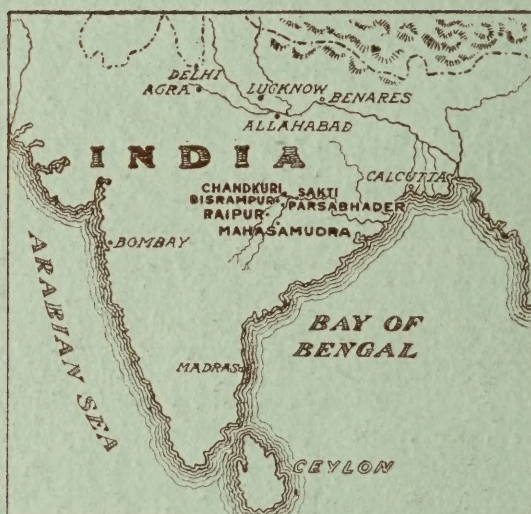 DELHI
AGRA
LUCKNOW
BENARES
ALLAHABAD
INDIA
CALCUTTA
CHANDKURI
SAKTI
BISRAMPUR
PARSABHADER
RAIPUR
MAHASAMUDRA
BOMBAY
ARABIAN SEA
BAY OF
BENGAL
MADRAS
CEYLON